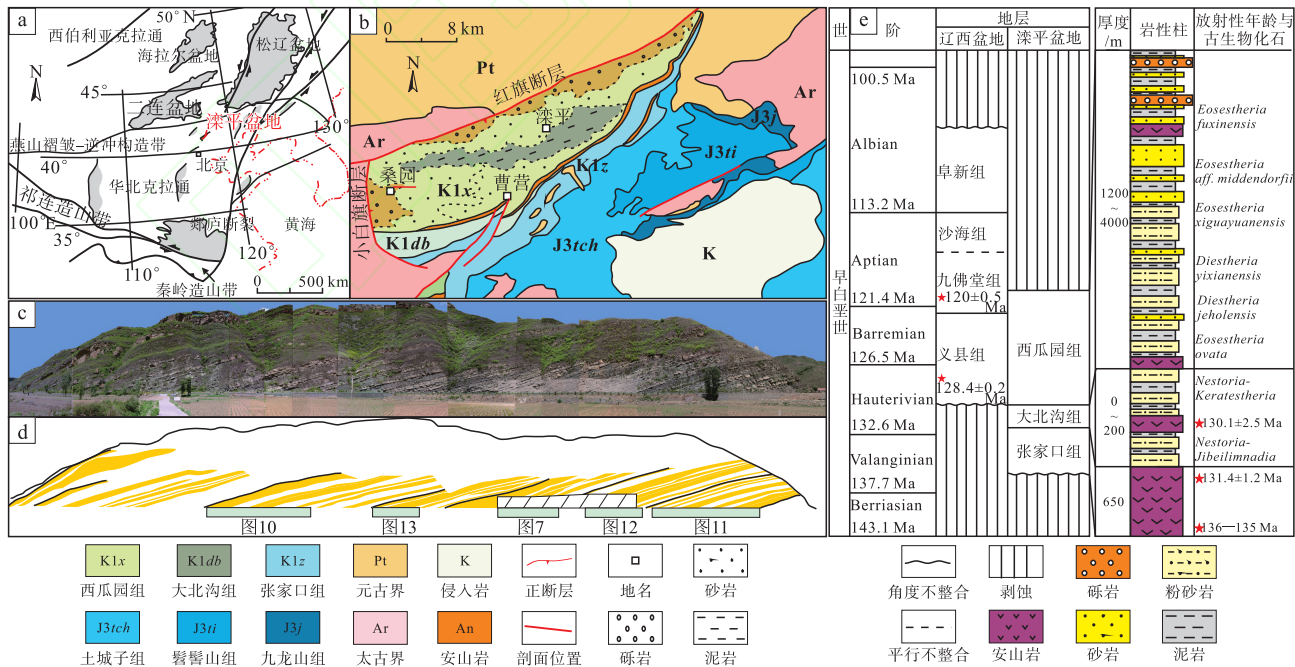 a
50° N
西伯利亚克拉通
海拉尔盆地
松辽盆地
N
45°
二连盆地
滦平盆地
130°
燕山褶皱-逆冲构造带
40°
北京
华北克拉通
祁连造山带
100°E
35°
郯庐断裂
黄海
120°
110°
秦岭造山带
0 500 km
b
0 8 km
N
Pt
红旗断层
Ar
Ar
滦平
J3j
J3ti
桑园
K1x
曹营
K1z
小白旗断层
K1db
J3tch
K
c
d
图10
图13
图7
图12
图11
e
世
阶
地层
辽西盆地
滦平盆地
厚度
/m
岩性柱
放射性年龄与
古生物化石
早白垩世
100.5 Ma
Albian
113.2 Ma
Aptian
121.4 Ma
Barremian
126.5 Ma
Hauterivian
132.6 Ma
Valanginian
137.7 Ma
Berriasian
143.1 Ma
阜新组
沙海组
九佛堂组
120±0.5
Ma
义县组
128.4±0.2
Ma
西瓜园组
大北沟组
张家口组
1200
~
4000
0
~
200
650
Eosestheria
fuxinensis
Eosestheria
aff. middendorfii
Eosestheria
xiguayuanensis
Diestheria
yixianensis
Diestheria
jeholensis
Eosestheria
ovata
Nestoria-
Keratestheria
130.1±2.5 Ma
Nestoria-
Jibeilimnadia
131.4±1.2 Ma
136—135 Ma
K1x
K1db
K1z
Pt
K
西瓜园组
大北沟组
张家口组
元古界
侵入岩
正断层
地名
砂岩
J3tch
J3ti
J3j
Ar
An
土城子组
髫髻山组
九龙山组
太古界
安山岩
剖面位置
砾岩
泥岩
角度不整合
剥蚀
砾岩
粉砂岩
平行不整合
安山岩
砂岩
泥岩